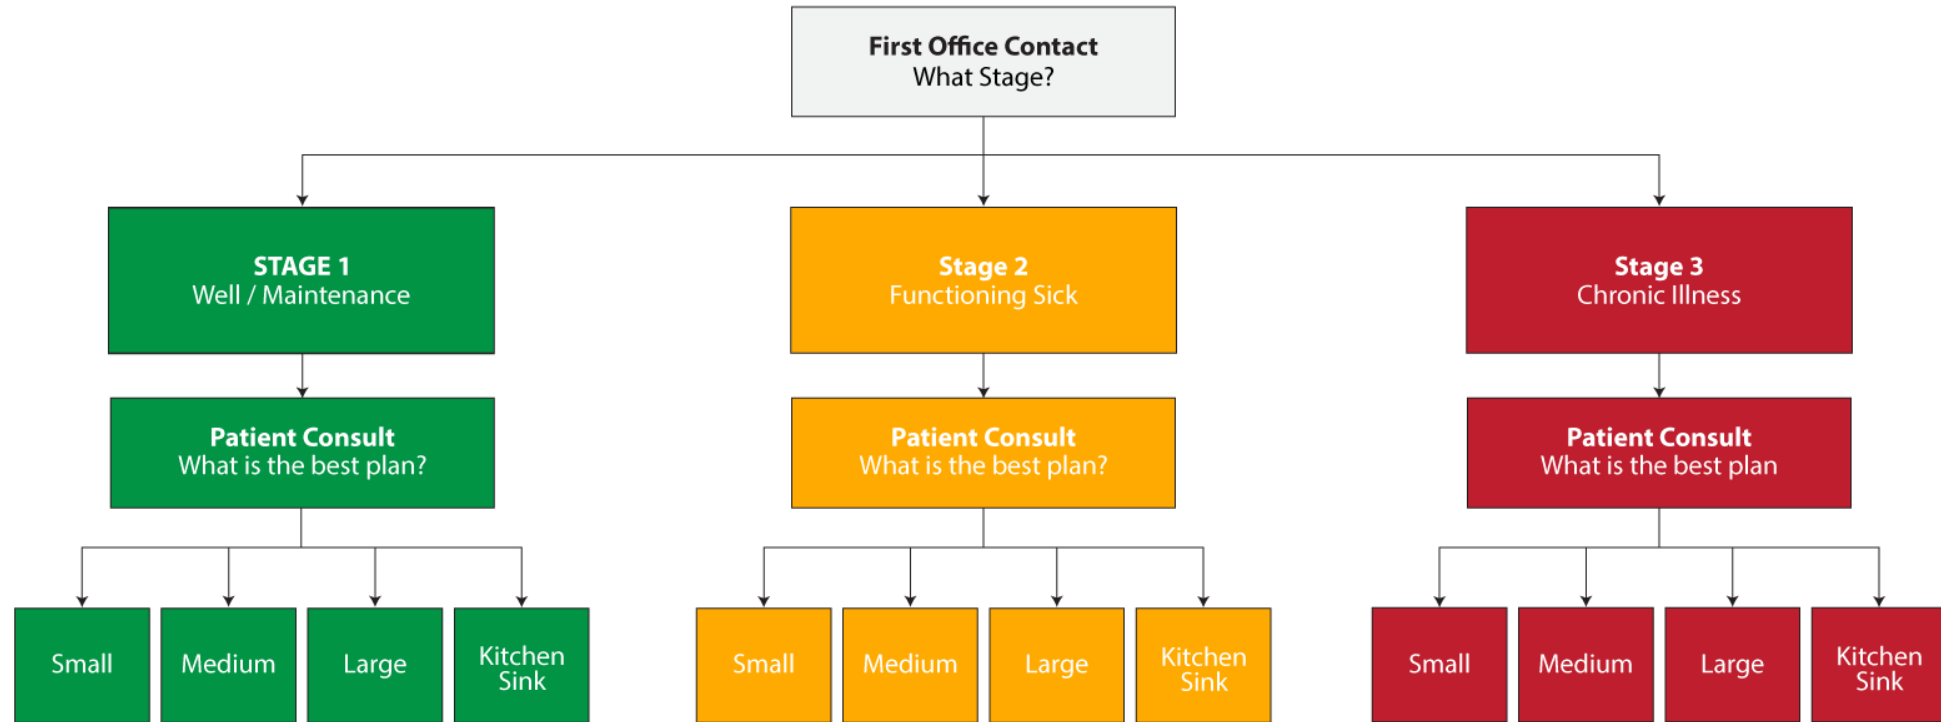 First Office Contact
What Stage?
STAGE 1
Well / Maintenance
Stage 2
Functioning Sick
Stage 3
Chronic Illness
Patient Consult
What is the best plan?
Patient Consult
What is the best plan?
Patient Consult
What is the best plan
Small
Medium
Large
Kitchen
Sink
Small
Medium
Large
Kitchen
Sink
Small
Medium
Large
Kitchen
Sink